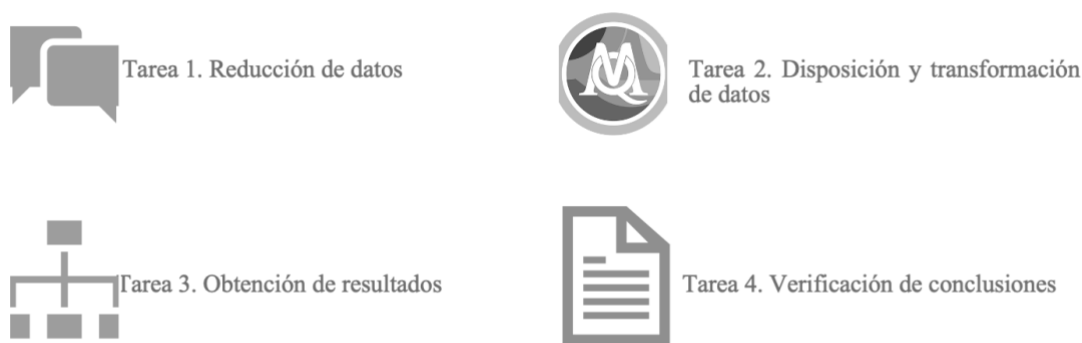 Tarea 1. Reducción de datos
Tarea 2. Disposición y transformación
de datos
Tarea 3. Obtención de resultados
Tarea 4. Verificación de conclusiones